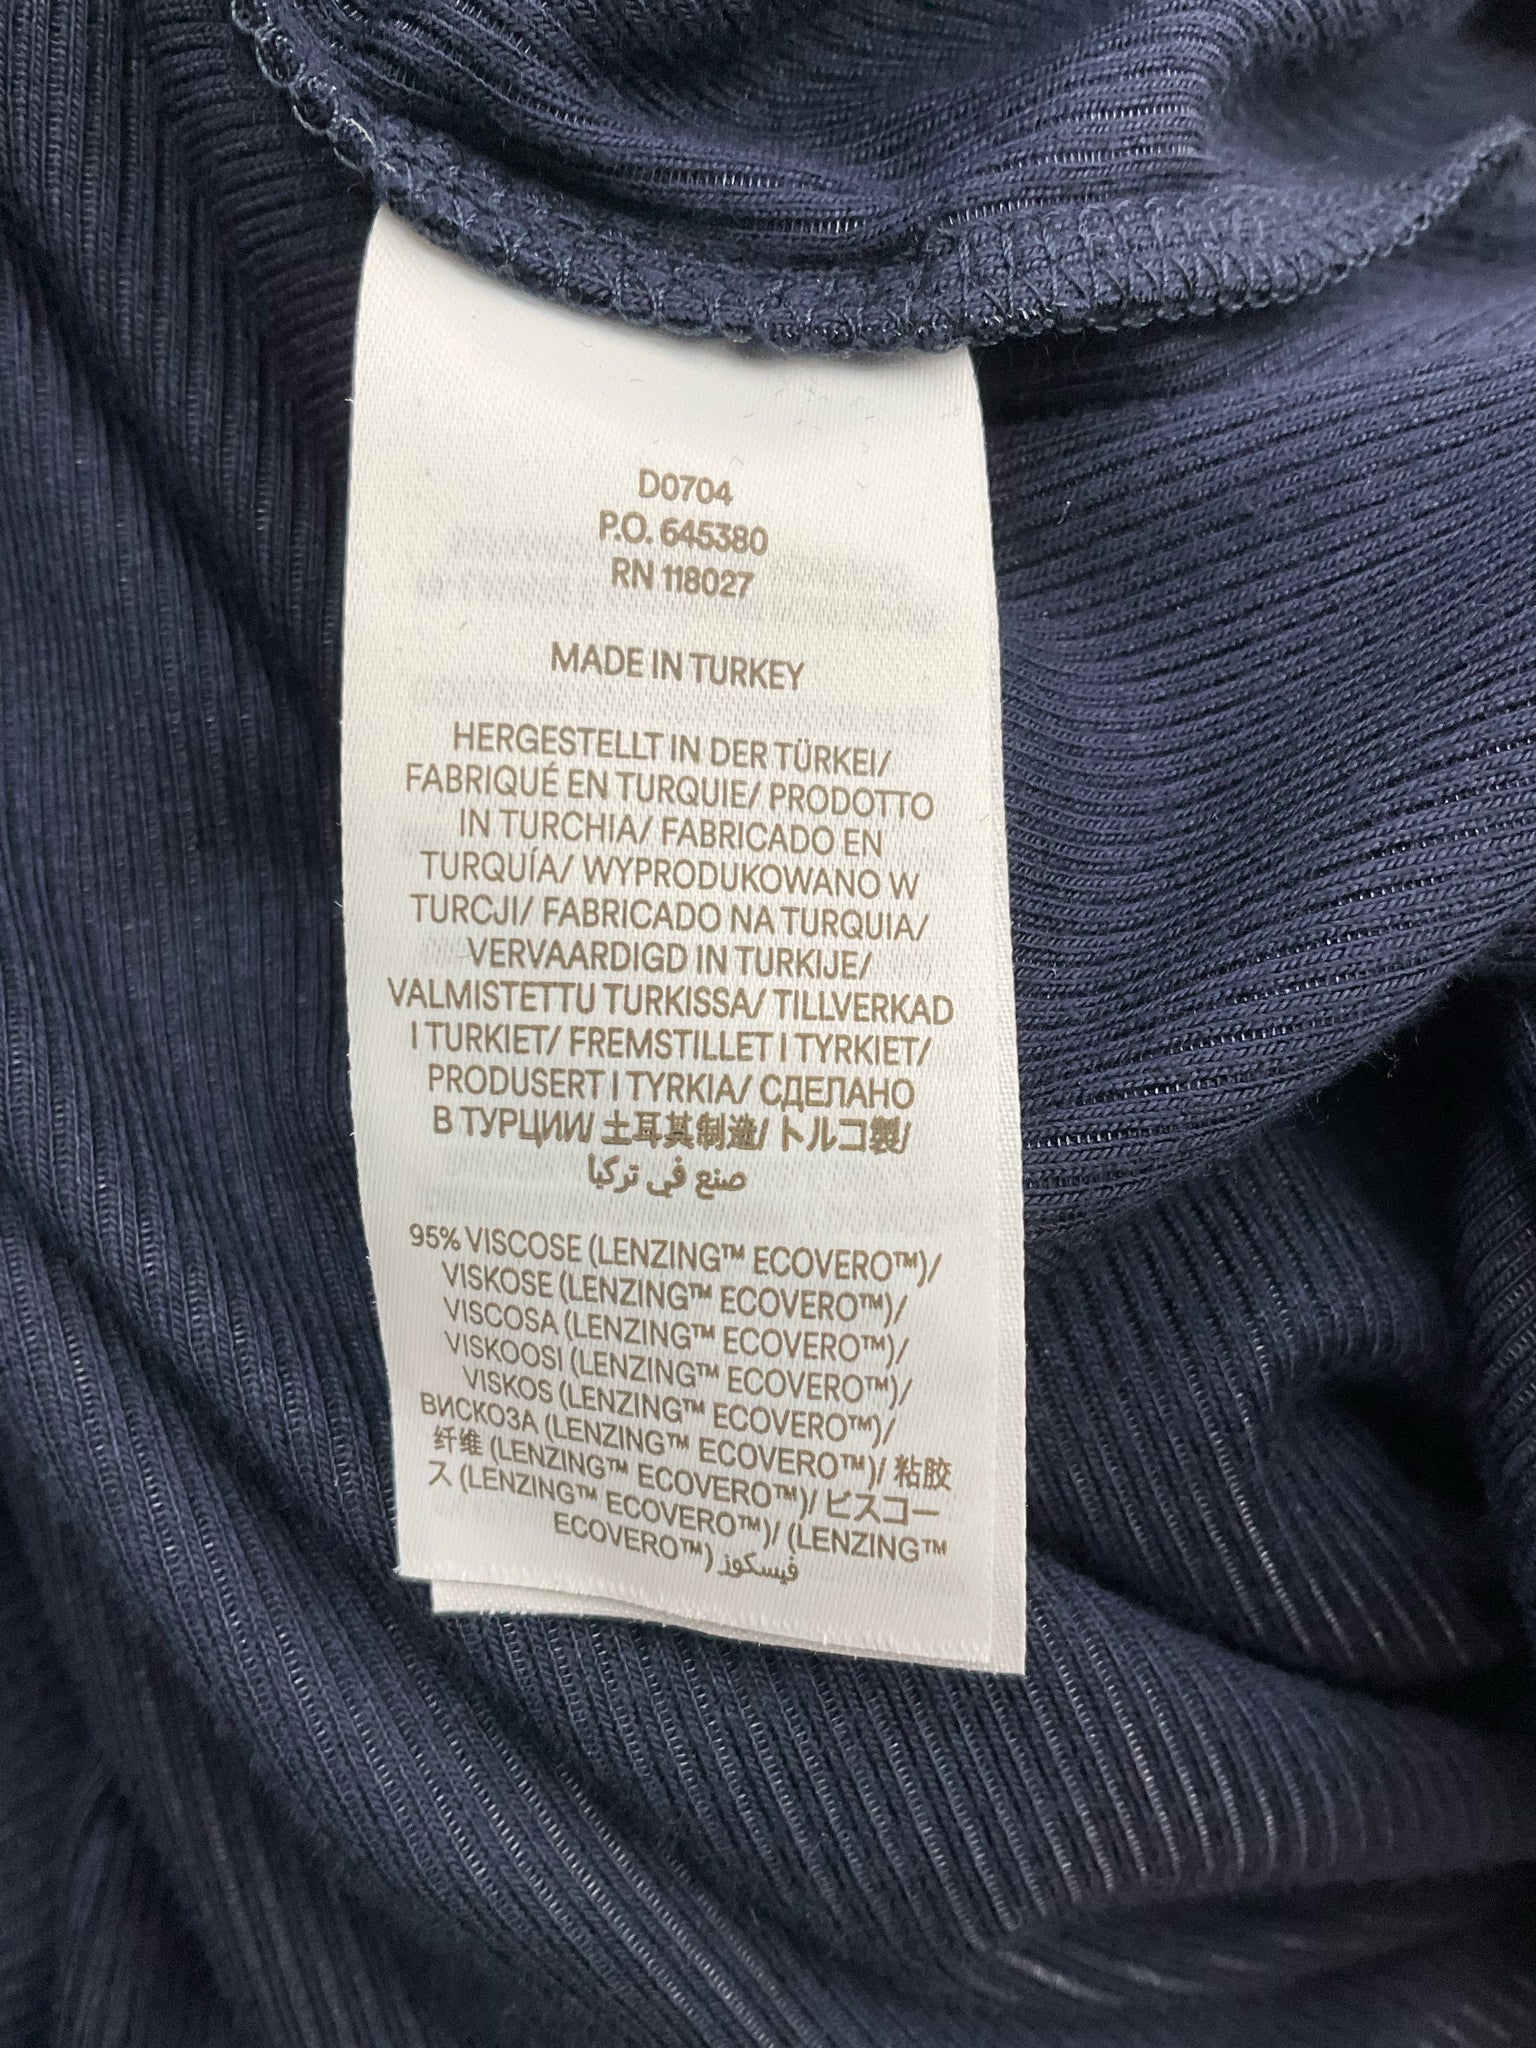 D0704
P.O. 645380
RN 118027
MADE IN TURKEY
HERGESTELLT IN DER TÜRKEI/
FABRIQUÉ EN TURQUIE/ PRODOTTO
IN TURCHIA/ FABRICADO EN
TURQUÍA/ WYPRODUKOWANO W
TURCJI/ FABRICADO NA TURQUIA/
VERVAARDIGD IN TURKIJE/
VALMISTETTU TURKISSA/ TILLVERKAD
I TURKIET/ FREMSTILLET I TYRKIET/
PRODUSERT I TYRKIA/ СДЕЛАНО
В ТУРЦИИ/ 土耳其制造/ トルコ製/
صنع في تركيا
95% VISCOSE (LENZING™ ECOVERO™)/
VISKOSE (LENZING™ ECOVERO™)/
VISCOSA (LENZING™ ECOVERO™)/
VISKOOSI (LENZING™ ECOVERO™)/
VISKOS (LENZING™ ECOVERO™)/
ВИСКОЗА (LENZING™ ECOVERO™)/ 粘胶
纤维 (LENZING™ ECOVERO™)/ ビスコー
ス (LENZING™ ECOVERO™)/ (LENZING™
ECOVERO™) فيسكوز